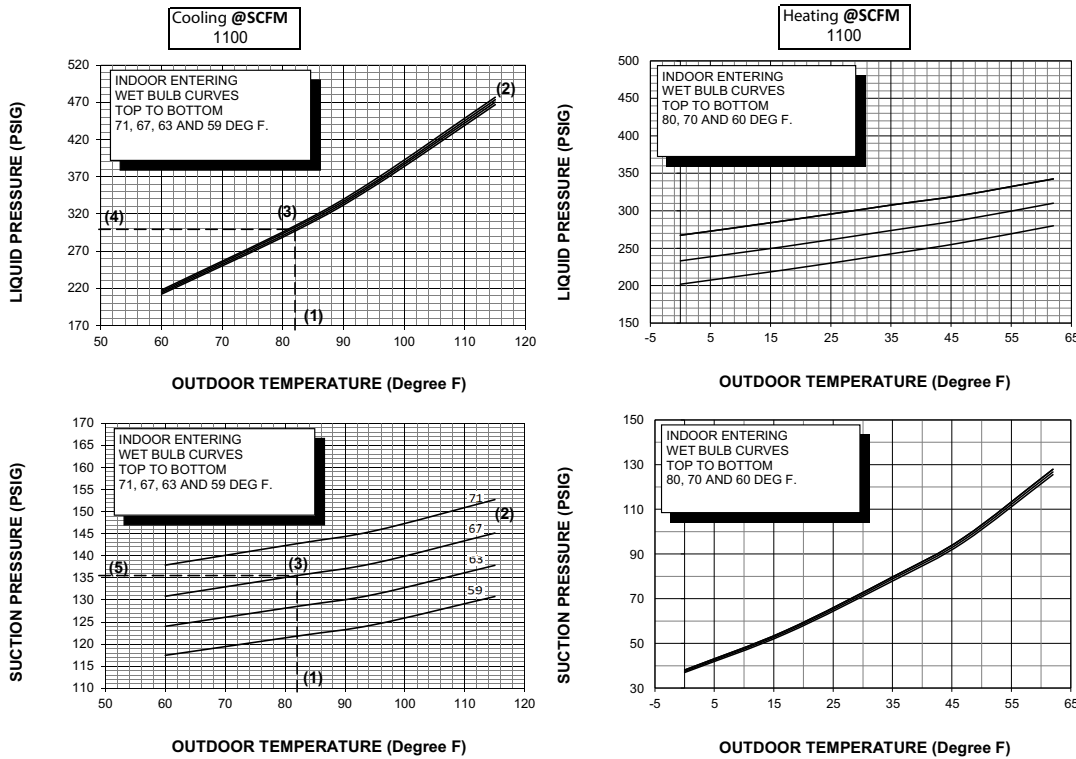 Cooling @SCFM
1100
Heating @SCFM
1100
LIQUID PRESSURE (PSIG)
520
470
420
370
320
270
220
170
INDOOR ENTERING
WET BULB CURVES
TOP TO BOTTOM
71, 67, 63 AND 59 DEG F.
(2)
(3)
(4)
(1)
50 60 70 80 90 100 110 120
OUTDOOR TEMPERATURE (Degree F)
LIQUID PRESSURE (PSIG)
500
450
400
350
300
250
200
150
INDOOR ENTERING
WET BULB CURVES
TOP TO BOTTOM
80, 70 AND 60 DEG F.
-5 5 15 25 35 45 55 65
OUTDOOR TEMPERATURE (Degree F)
SUCTION PRESSURE (PSIG)
170
165
160
155
150
145
140
135
130
125
120
115
110
INDOOR ENTERING
WET BULB CURVES
TOP TO BOTTOM
71, 67, 63 AND 59 DEG F.
71
(2)
67
63
59
(3)
(5)
(1)
50 60 70 80 90 100 110 120
OUTDOOR TEMPERATURE (Degree F)
SUCTION PRESSURE (PSIG)
150
130
110
90
70
50
30
INDOOR ENTERING
WET BULB CURVES
TOP TO BOTTOM
80, 70 AND 60 DEG F.
-5 5 15 25 35 45 55 65
OUTDOOR TEMPERATURE (Degree F)